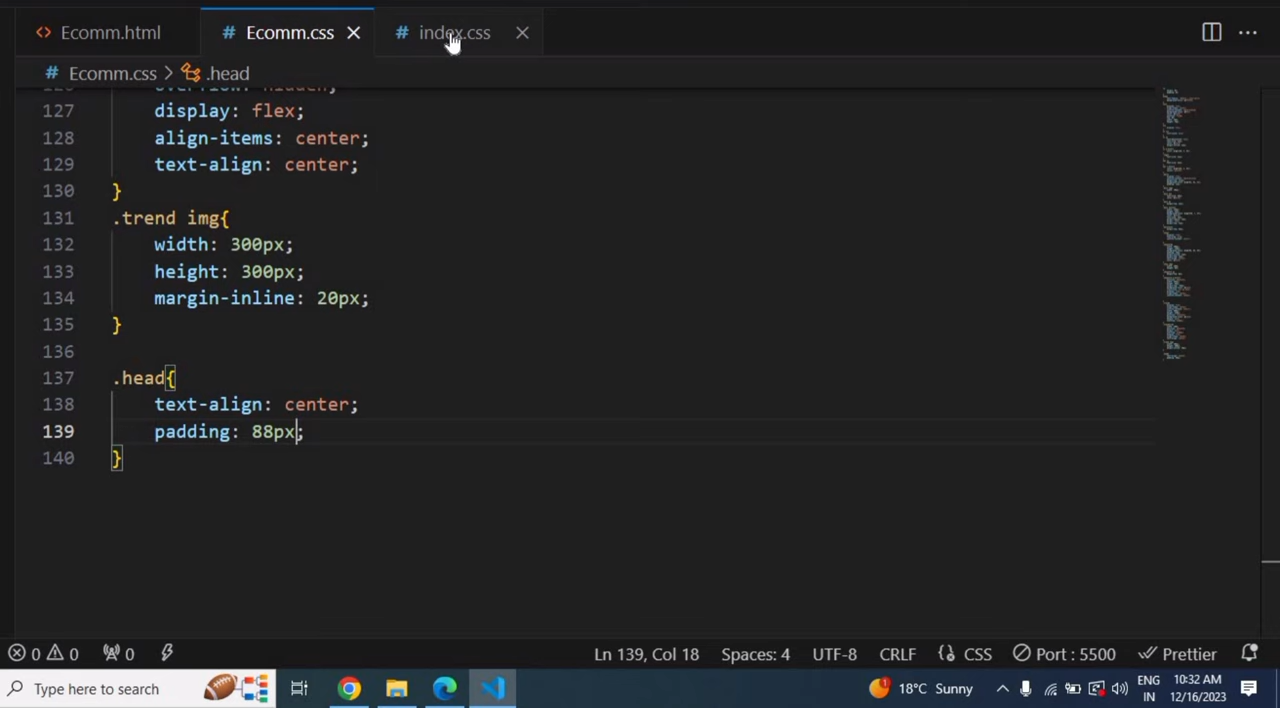 Ecomm.html
# Ecomm.css
# index.css
# Ecomm.css > .head
126 overflow: hidden;
127 display: flex;
128 align-items: center;
129 text-align: center;
130 }
131 .trend img{
132 width: 300px;
133 height: 300px;
134 margin-inline: 20px;
135 }
136
137 .head{
138 text-align: center;
139 padding: 88px;
140 }
0 0 0 Ln 139, Col 18 Spaces: 4 UTF-8 CRLF CSS Port : 5500 Prettier
Type here to search 1 18°C Sunny ENG 10:32 AM
IN 12/16/2023